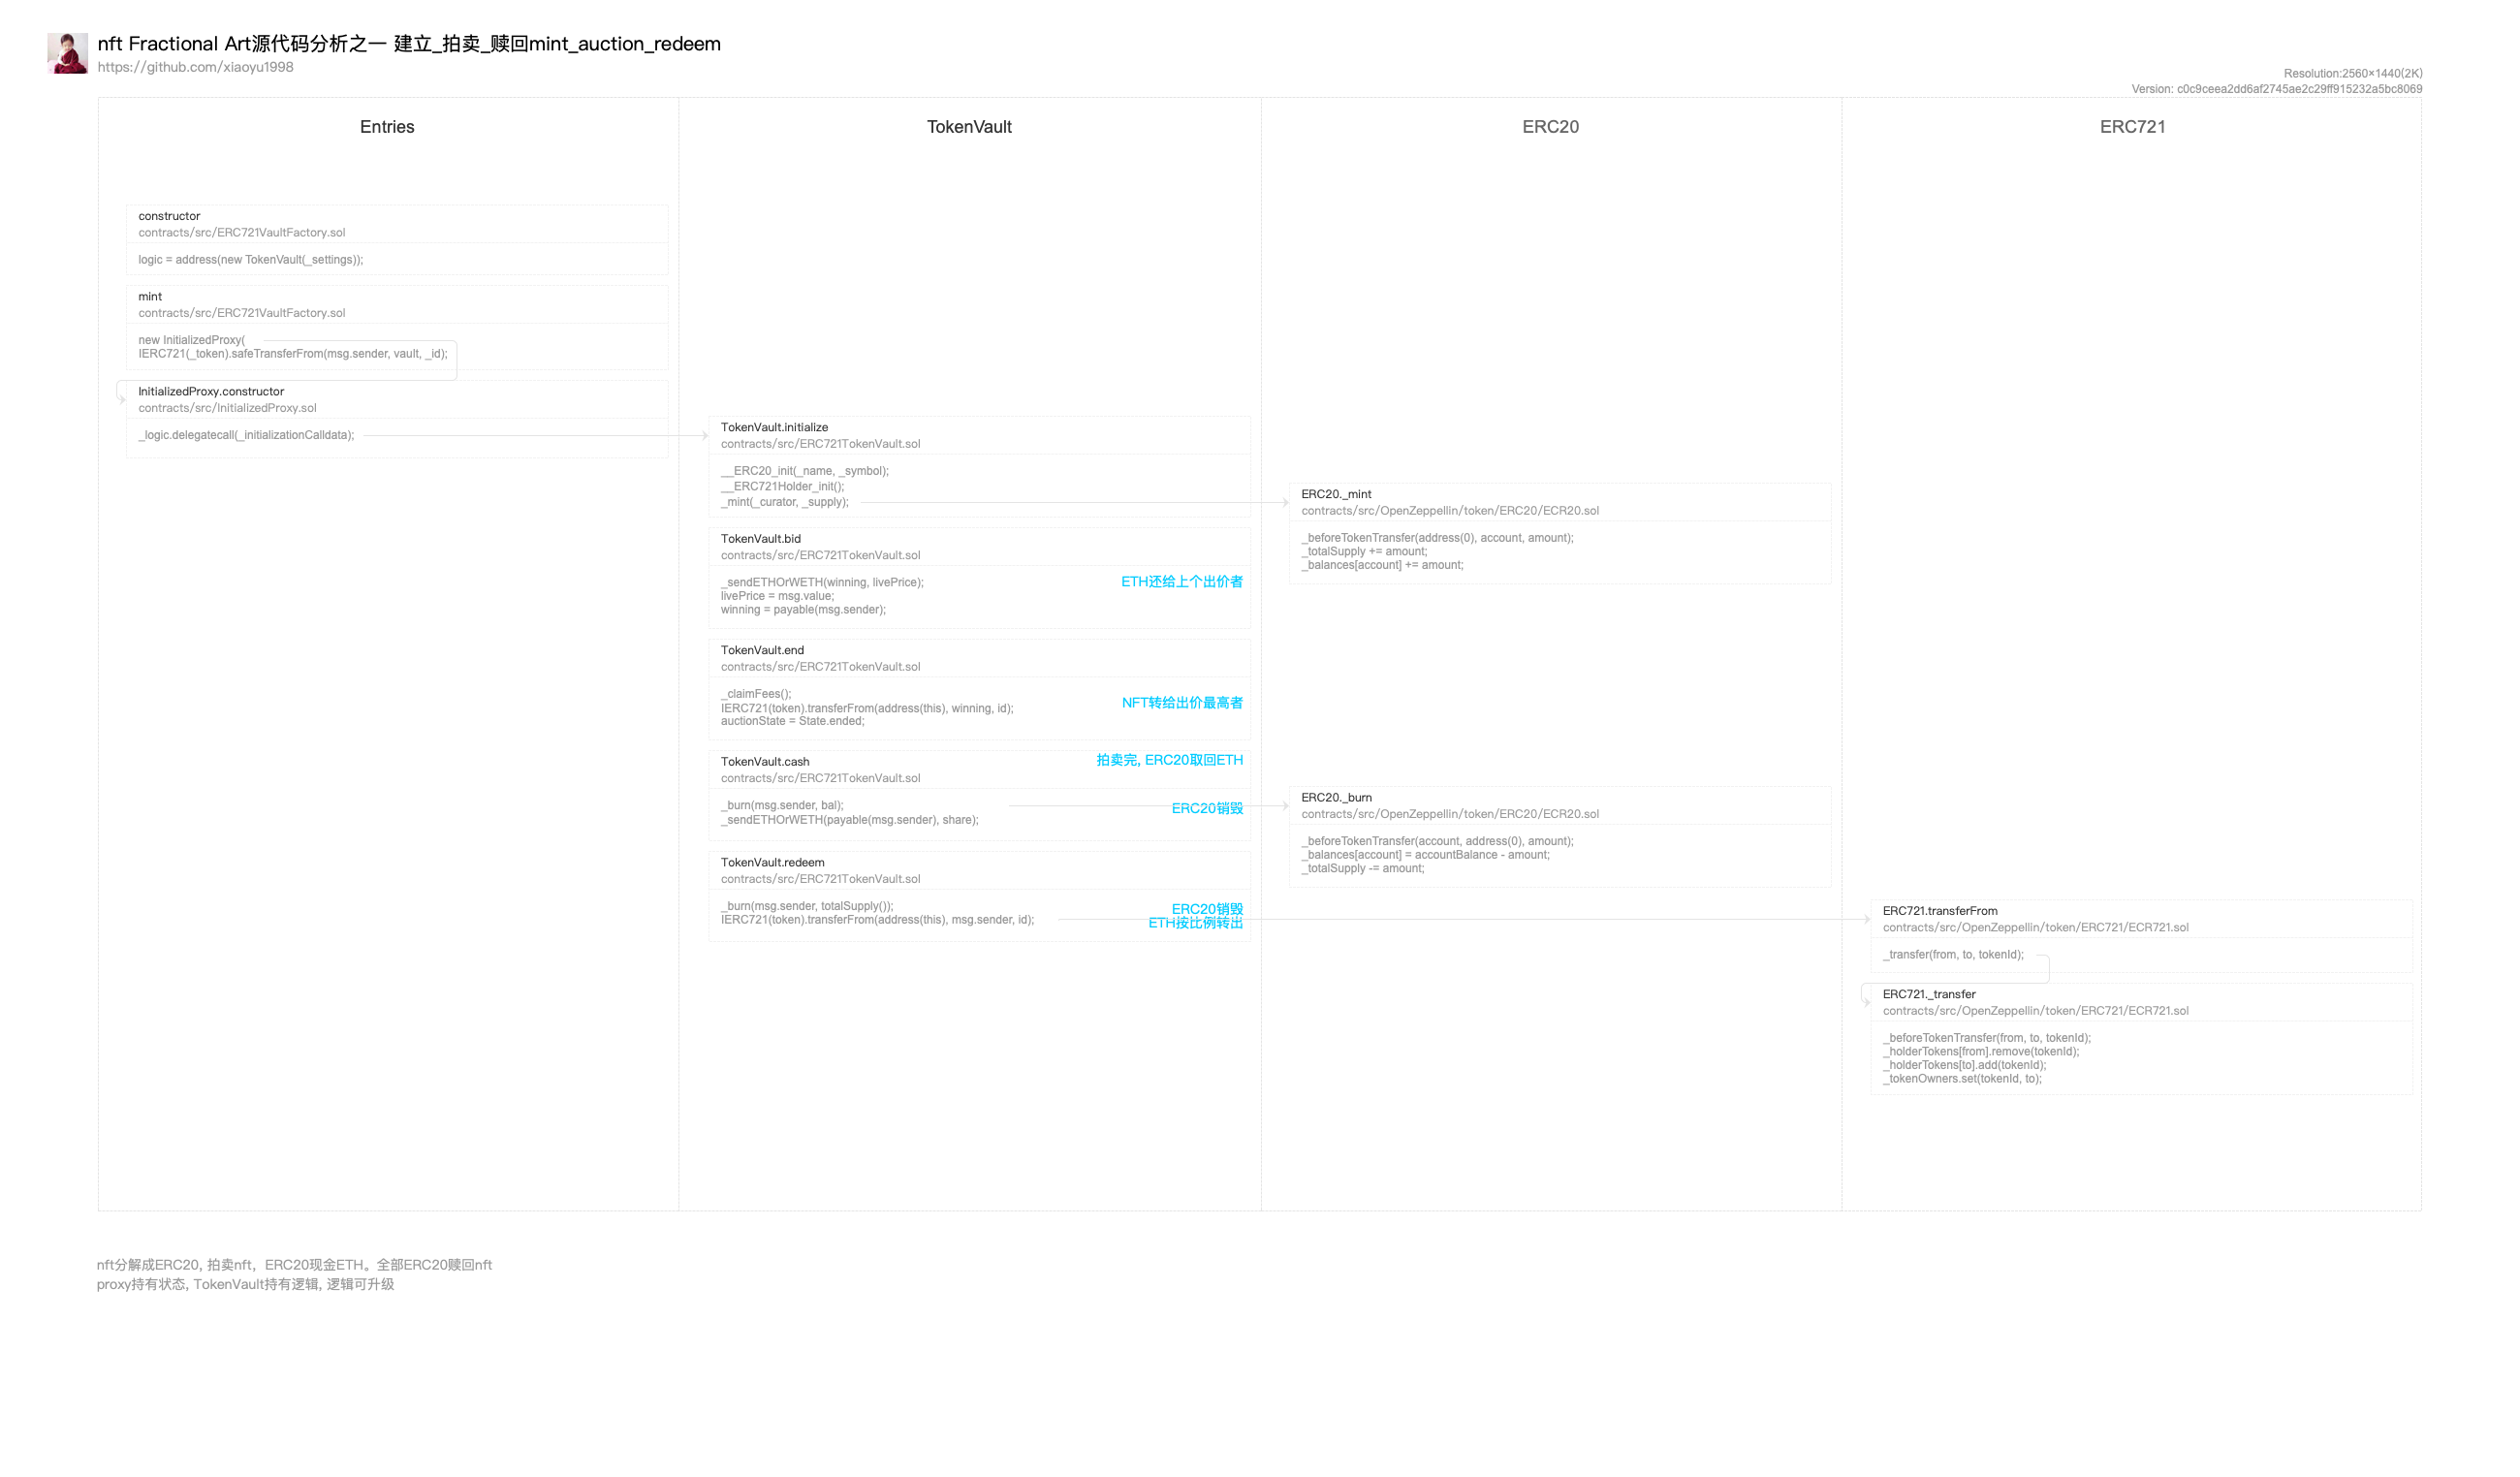 nft Fractional Art源代码分析之一 建立_拍卖_赎回mint_auction_redeem
https://github.com/xiaoyu1998
Resolution:2560×1440(2K)
Version: c0c9ceea2dd6af2745ae2c29ff915232a5bc8069
Entries
TokenVault
ERC20
ERC721
constructor
contracts/src/ERC721VaultFactory.sol
logic = address(new TokenVault(_settings));
mint
contracts/src/ERC721VaultFactory.sol
new InitializedProxy(
IERC721(_token).safeTransferFrom(msg.sender, vault, _id);
InitializedProxy.constructor
contracts/src/InitializedProxy.sol
_logic.delegatecall(_initializationCalldata);
TokenVault.initialize
contracts/src/ERC721TokenVault.sol
__ERC20_init(_name, _symbol);
__ERC721Holder_init();
_mint(_curator, _supply);
TokenVault.bid
contracts/src/ERC721TokenVault.sol
_sendETHOrWETH(winning, livePrice);
ETH还给上个出价者
livePrice = msg.value;
winning = payable(msg.sender);
TokenVault.end
contracts/src/ERC721TokenVault.sol
_claimFees();
IERC721(token).transferFrom(address(this), winning, id);
NFT转给出价最高者
auctionState = State.ended;
TokenVault.cash
拍卖完, ERC20取回ETH
contracts/src/ERC721TokenVault.sol
_burn(msg.sender, bal);
ERC20销毁
_sendETHOrWETH(payable(msg.sender), share);
TokenVault.redeem
contracts/src/ERC721TokenVault.sol
_burn(msg.sender, totalSupply());
ERC20销毁
IERC721(token).transferFrom(address(this), msg.sender, id);
ETH按比例转出
ERC20._mint
contracts/src/OpenZeppellin/token/ERC20/ECR20.sol
_beforeTokenTransfer(address(0), account, amount);
_totalSupply += amount;
_balances[account] += amount;
ERC20._burn
contracts/src/OpenZeppellin/token/ERC20/ECR20.sol
_beforeTokenTransfer(account, address(0), amount);
_balances[account] = accountBalance - amount;
_totalSupply -= amount;
ERC721.transferFrom
contracts/src/OpenZeppellin/token/ERC721/ECR721.sol
_transfer(from, to, tokenId);
ERC721._transfer
contracts/src/OpenZeppellin/token/ERC721/ECR721.sol
_beforeTokenTransfer(from, to, tokenId);
_holderTokens[from].remove(tokenId);
_holderTokens[to].add(tokenId);
_tokenOwners.set(tokenId, to);
nft分解成ERC20, 拍卖nft，ERC20现金ETH。全部ERC20赎回nft
proxy持有状态, TokenVault持有逻辑, 逻辑可升级